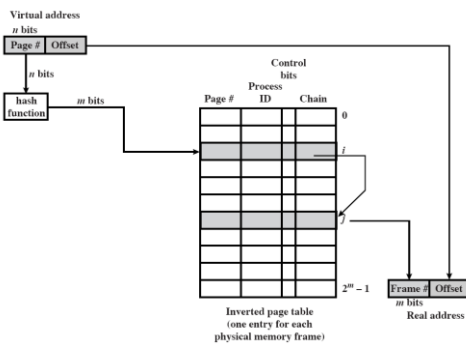 Virtual address
n bits
Page # Offset
n bits
hash
function
m bits
Control
bits
Process
Page # ID Chain
0
i
j
2^m – 1
Frame # Offset
m bits
Real address
Inverted page table
(one entry for each
physical memory frame)